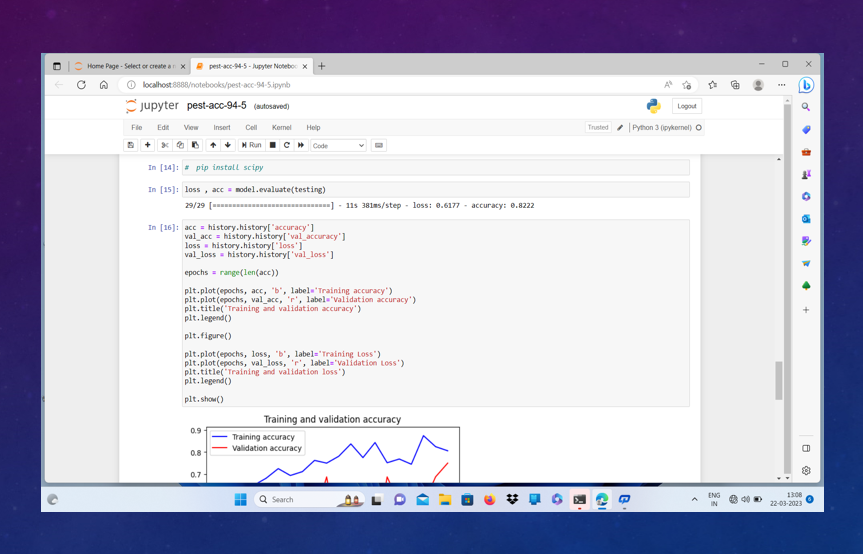 Home Page - Select or create a n
pest-acc-94-5 - Jupyter Noteboo
localhost:8888/notebooks/pest-acc-94-5.ipynb
jupyter pest-acc-94-5 (autosaved)
Logout
File Edit View Insert Cell Kernel Help
Trusted
Python 3 (ipykernel)
Run
Code
In [14]: # pip install scipy
In [15]: loss , acc = model.evaluate(testing)
29/29 [==============================] - 11s 381ms/step - loss: 0.6177 - accuracy: 0.8222
In [16]: acc = history.history['accuracy']
val_acc = history.history['val_accuracy']
loss = history.history['loss']
val_loss = history.history['val_loss']
epochs = range(len(acc))
plt.plot(epochs, acc, 'b', label='Training accuracy')
plt.plot(epochs, val_acc, 'r', label='Validation accuracy')
plt.title('Training and validation accuracy')
plt.legend()
plt.figure()
plt.plot(epochs, loss, 'b', label='Training Loss')
plt.plot(epochs, val_loss, 'r', label='Validation Loss')
plt.title('Training and validation loss')
plt.legend()
plt.show()
Training and validation accuracy
0.9
Training accuracy
Validation accuracy
0.8
0.7
Search
ENG
IN
13:08
22-03-2023